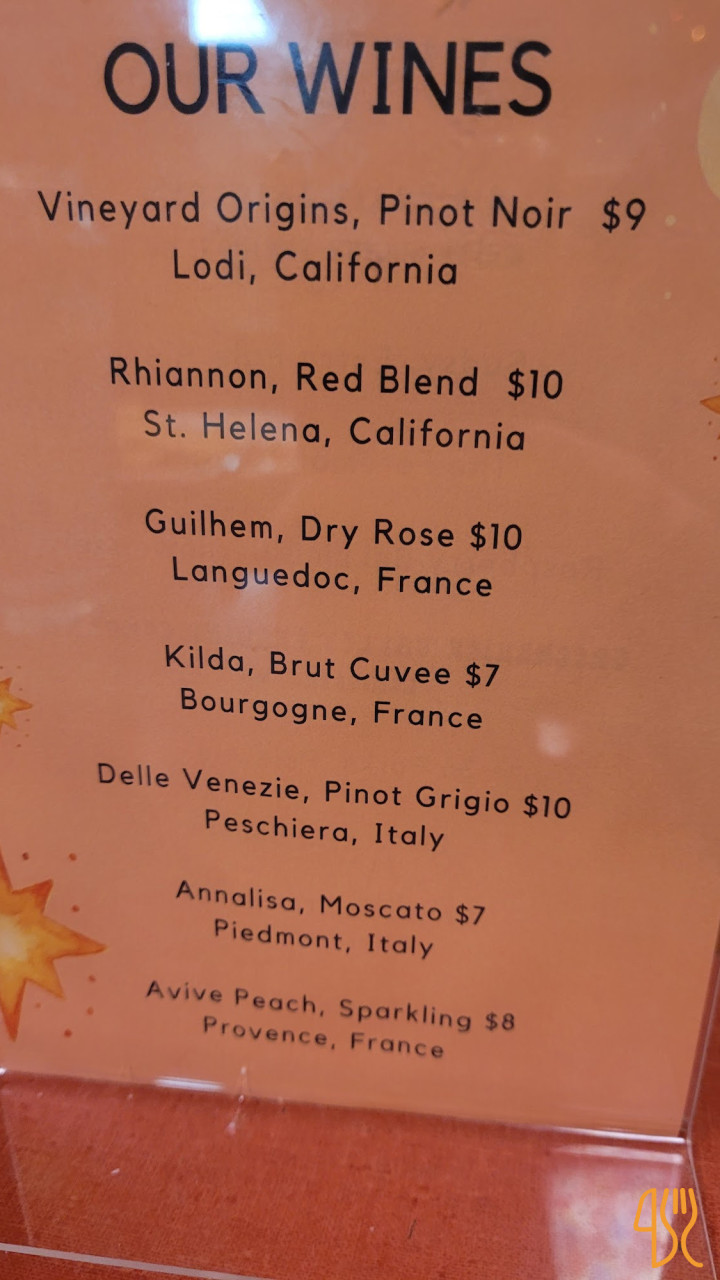 OUR WINES
Vineyard Origins, Pinot Noir $9
Lodi, California
Rhiannon, Red Blend $10
St. Helena, California
Guilhem, Dry Rose $10
Languedoc, France
Kilda, Brut Cuvee $7
Bourgogne, France
Delle Venezie, Pinot Grigio $10
Peschiera, Italy
Annalisa, Moscato $7
Piedmont, Italy
Avive Peach, Sparkling $8
Provence, France